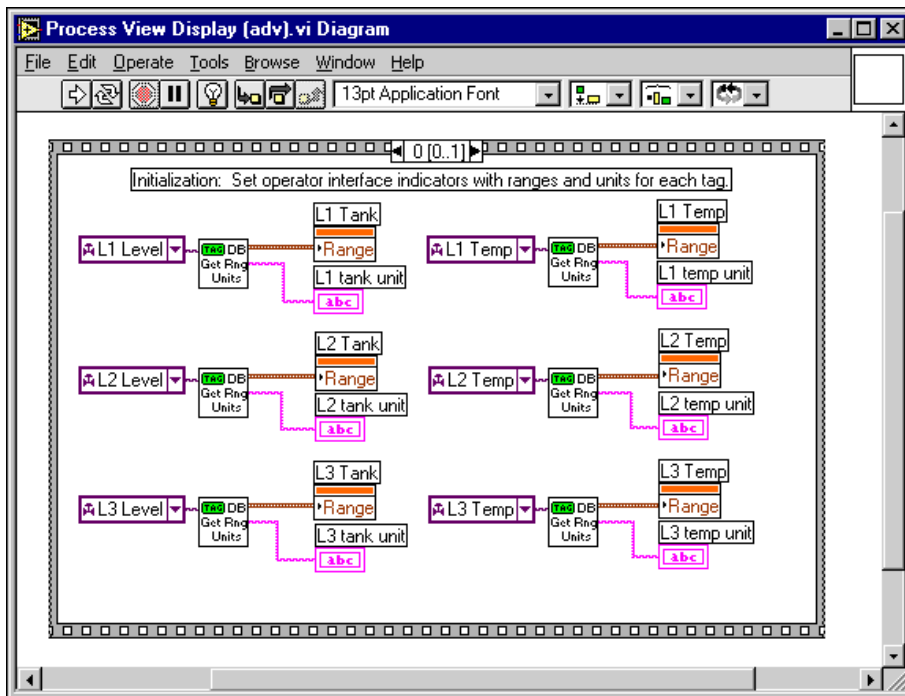 Process View Display (adv).vi Diagram
File Edit Operate Tools Browse Window Help
13pt Application Font
0 [0..1]
Initialization: Set operator interface indicators with ranges and units for each tag.
L1 Tank
L1 Temp
L1 Level
TAG DB
Get Rng
Units
Range
L1 Temp
TAG DB
Get Rng
Units
Range
L1 tank unit
L1 temp unit
abc
abc
L2 Tank
L2 Temp
L2 Level
TAG DB
Get Rng
Units
Range
L2 Temp
TAG DB
Get Rng
Units
Range
L2 tank unit
L2 temp unit
abc
abc
L3 Tank
L3 Temp
L3 Level
TAG DB
Get Rng
Units
Range
L3 Temp
TAG DB
Get Rng
Units
Range
L3 tank unit
L3 temp unit
abc
abc